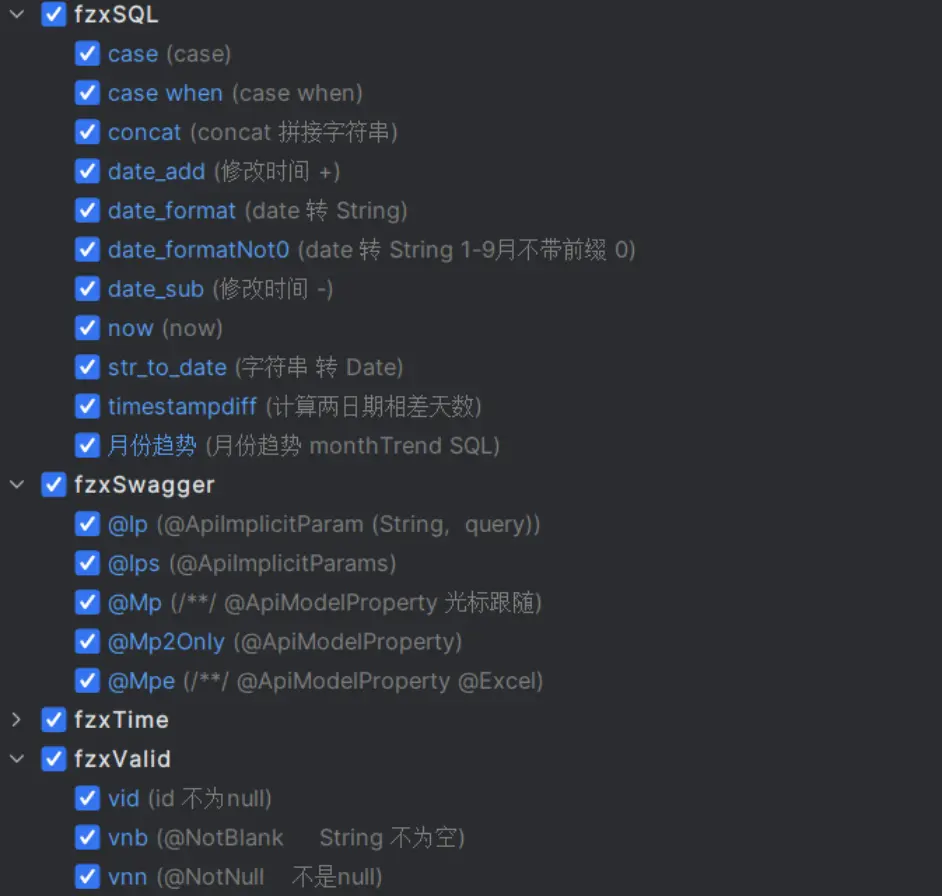 fzxSQL
case (case)
case when (case when)
concat (concat 拼接字符串)
date_add (修改时间 +)
date_format (date 转 String)
date_formatNot0 (date 转 String 1-9月不带前缀 0)
date_sub (修改时间 -)
now (now)
str_to_date (字符串 转 Date)
timestampdiff (计算两日期相差天数)
月份趋势 (月份趋势 monthTrend SQL)
fzxSwagger
@Ip (@ApiImplicitParam (String,  query))
@Ips (@ApiImplicitParams)
@Mp (/**/ @ApiModelProperty 光标跟随)
@Mp2Only (@ApiModelProperty)
@Mpe (/**/ @ApiModelProperty @Excel)
fzxTime
fzxValid
vid (id 不为null)
vnb (@NotBlank     String 不为空)
vnn (@NotNull    不是null)